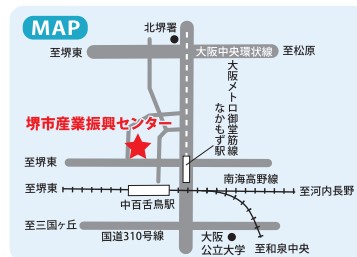 MAP
北堺署
至堺東
大阪中央環状線
至松原
大阪メトロ御堂筋線
なかもず駅
堺市産業振興センター
至堺東
南海高野線
至堺東
中百舌鳥駅
至河内長野
至三国ヶ丘
国道310号線
大阪
公立大学
至和泉中央